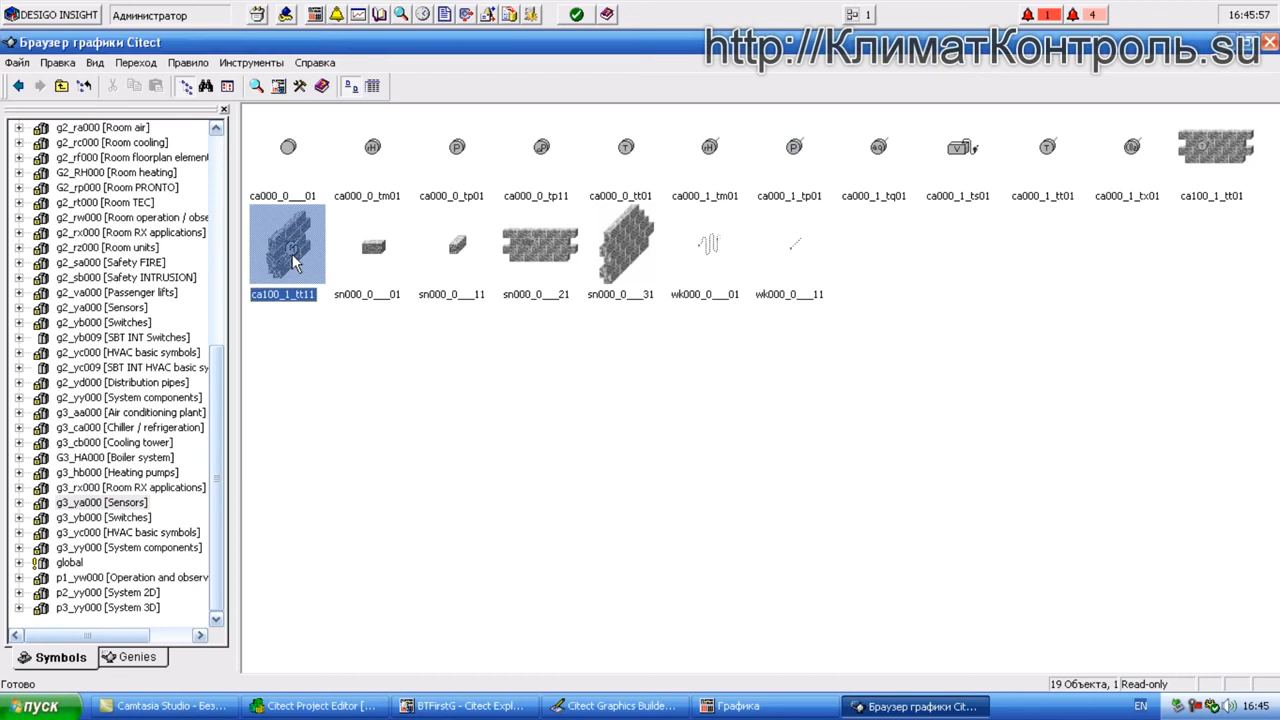 DESIGO INSIGHT Администратор 1 1 4 16:45:57
Браузер графики Citect
http://КлиматКонтроль.su
Файл Правка Вид Переход Правило Инструменты Справка
g2_ra000 [Room air]
g2_rc000 [Room cooling]
g2_rf000 [Room floorplan elemen
G2_RH000 [Room heating]
G2_rp000 [Room PRONTO]
g2_rt000 [Room TEC]
g2_rw000 [Room operation / obse
g2_rx000 [Room RX applications]
g2_rz000 [Room units]
g2_sa000 [Safety FIRE]
g2_sb000 [Safety INTRUSION]
g2_va000 [Passenger lifts]
g2_ya000 [Sensors]
g2_yb000 [Switches]
g2_yb009 [SBT INT Switches]
g2_yc000 [HVAC basic symbols]
g2_yc009 [SBT INT HVAC basic sy
g2_yd000 [Distribution pipes]
g2_yy000 [System components]
g3_aa000 [Air conditioning plant]
g3_ca000 [Chiller / refrigeration]
g3_cb000 [Cooling tower]
G3_HA000 [Boiler system]
g3_hb000 [Heating pumps]
g3_rx000 [Room RX applications]
g3_ya000 [Sensors]
g3_yb000 [Switches]
g3_yc000 [HVAC basic symbols]
g3_yy000 [System components]
global
p1_yw000 [Operation and observ
p2_yy000 [System 2D]
p3_yy000 [System 3D]
Symbols Genies
rH P P T rH P V T
ca000_0___01 ca000_0_tm01 ca000_0_tp01 ca000_0_tp11 ca000_0_tt01 ca000_1_tm01 ca000_1_tp01 ca000_1_tq01 ca000_1_ts01 ca000_1_tt01 ca000_1_tx01 ca100_1_tt01
ca100_1_tt11 sn000_0___01 sn000_0___11 sn000_0___21 sn000_0___31 wk000_0___01 wk000_0___11
Готово 19 Объекта, 1 Read-only
пуск Camtasia Studio - Без... Citect Project Editor [... BTFirstG - Citect Expl... Citect Graphics Builde... Графика Браузер графики Cit... EN 16:45